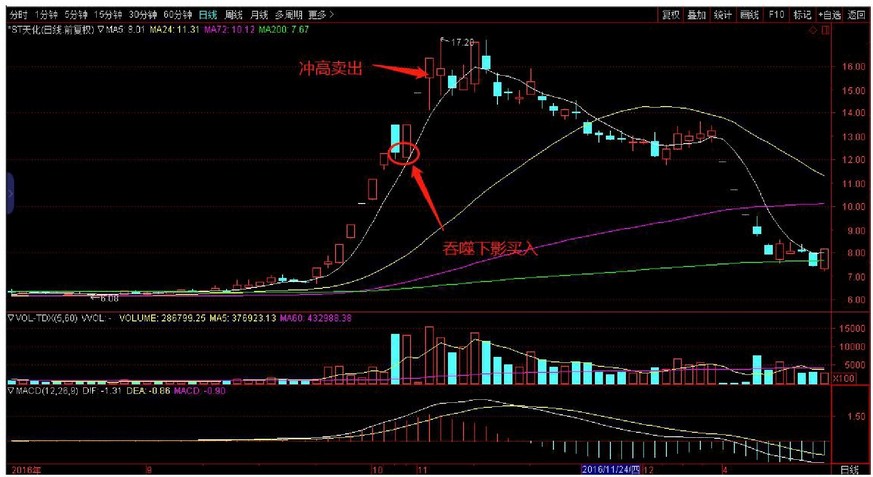 分时 1分钟 5分钟 15分钟 30分钟 60分钟 日线 周线 月线 多周期 更多> 复权 叠加 统计 画线 F10 标记 +自选 返回
*ST天化(日线 前复权) ▽MA5: 8.01 MA24: 11.31 MA72: 10.12 MA200: 7.67
17.20
冲高卖出
16.00
15.00
14.00
13.00
12.00
11.00
10.00
9.00
吞噬下影买入
8.00
7.00
6.08
6.00
▽VOL-TDX(5,60) VVOL: - VOLUME: 286799.25 MA5: 376923.13 MA60: 432988.38
15000
10000
5000
X100
▽MACD(12,26,9) DIF: -1.31 DEA: -0.86 MACD: -0.90
1.50
2016年 9 10 11 2016/11/24/四 12 4 日线